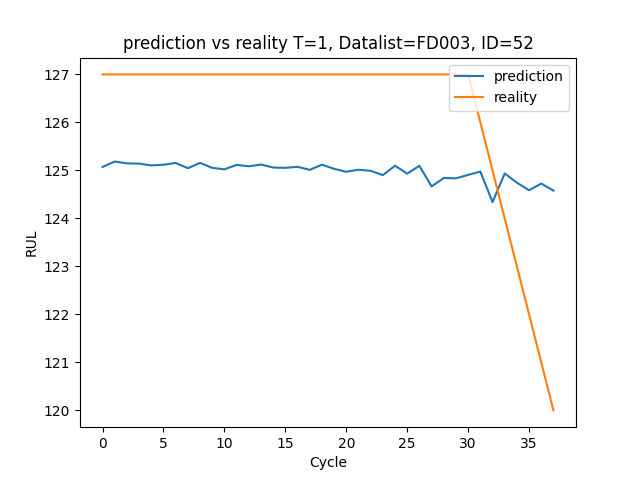 prediction vs reality T=1, Datalist=FD003, ID=52
prediction
reality
127
126
125
124
123
122
121
120
RUL
0 5 10 15 20 25 30 35
Cycle